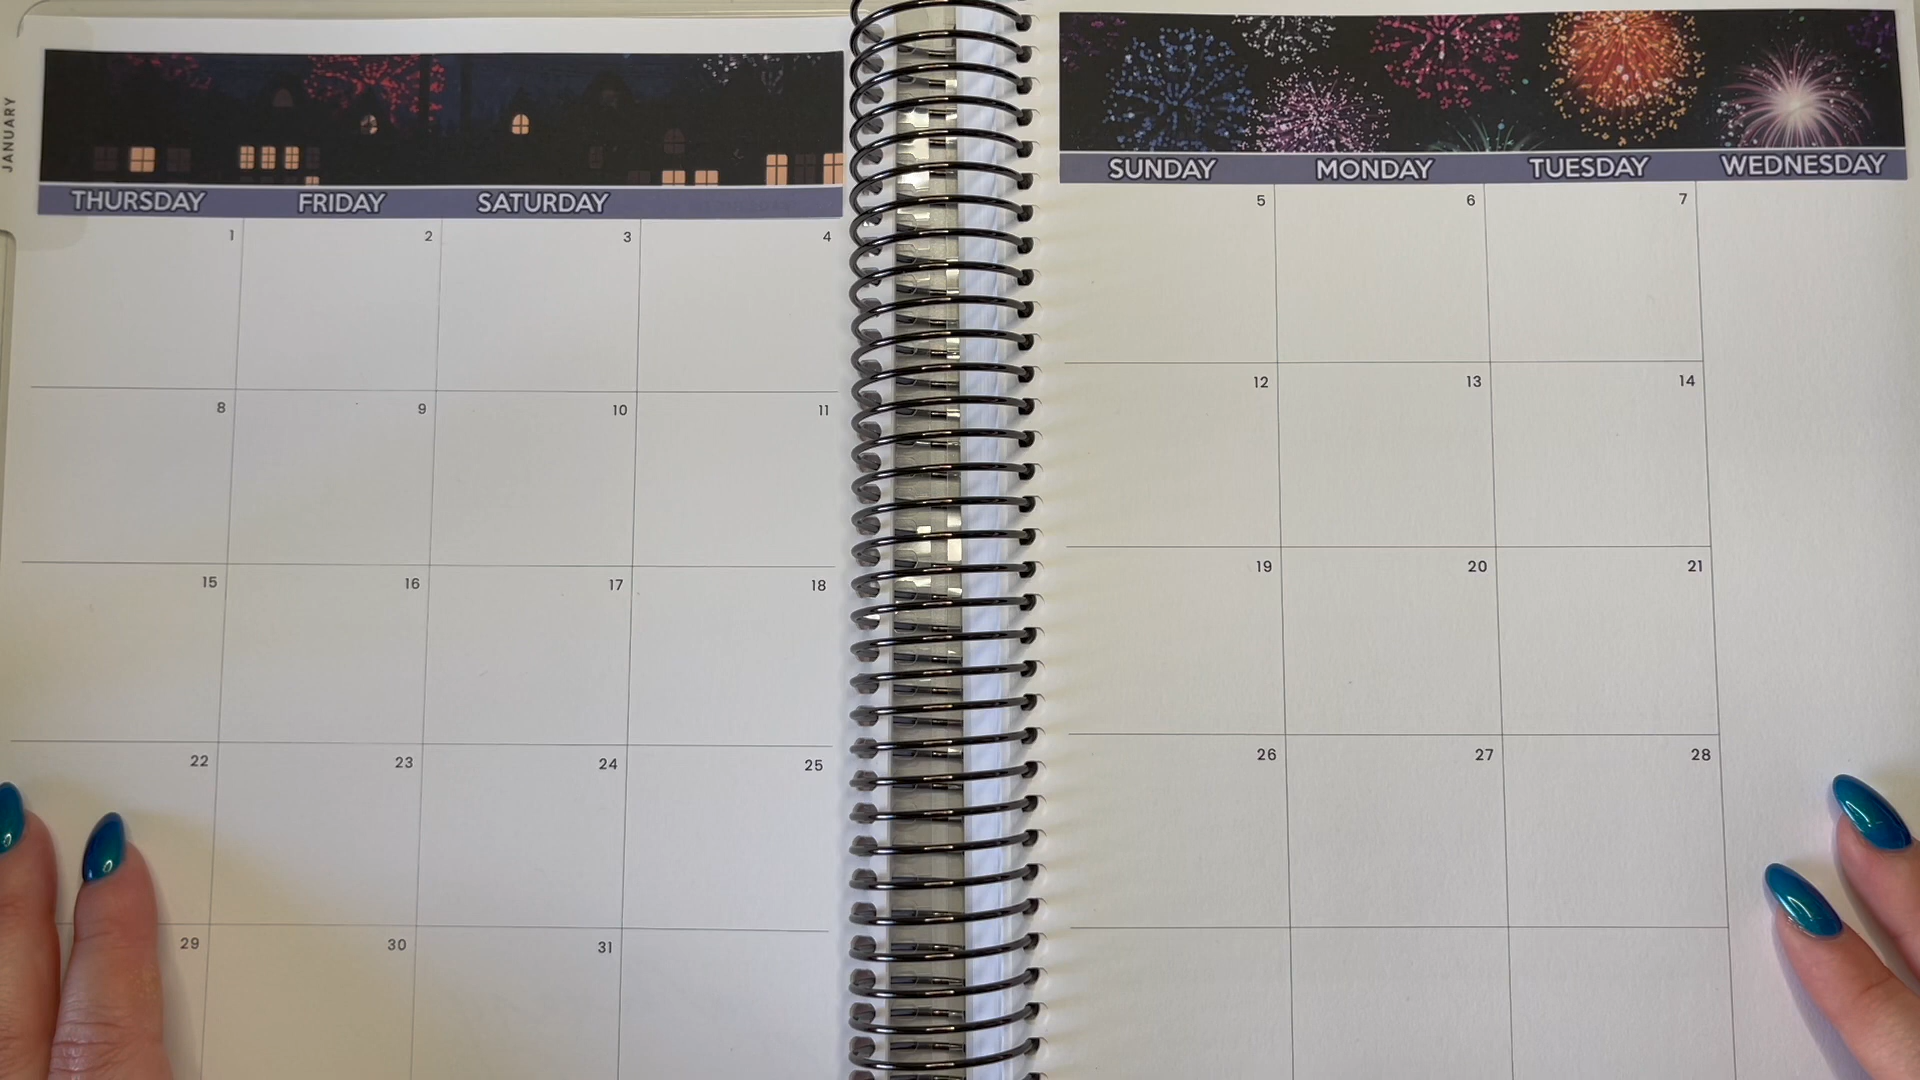 JANUARY
THURSDAY FRIDAY SATURDAY
SUNDAY MONDAY TUESDAY WEDNESDAY
1 2 3 4 5 6 7
8 9 10 11 12 13 14
15 16 17 18 19 20 21
22 23 24 25 26 27 28
29 30 31